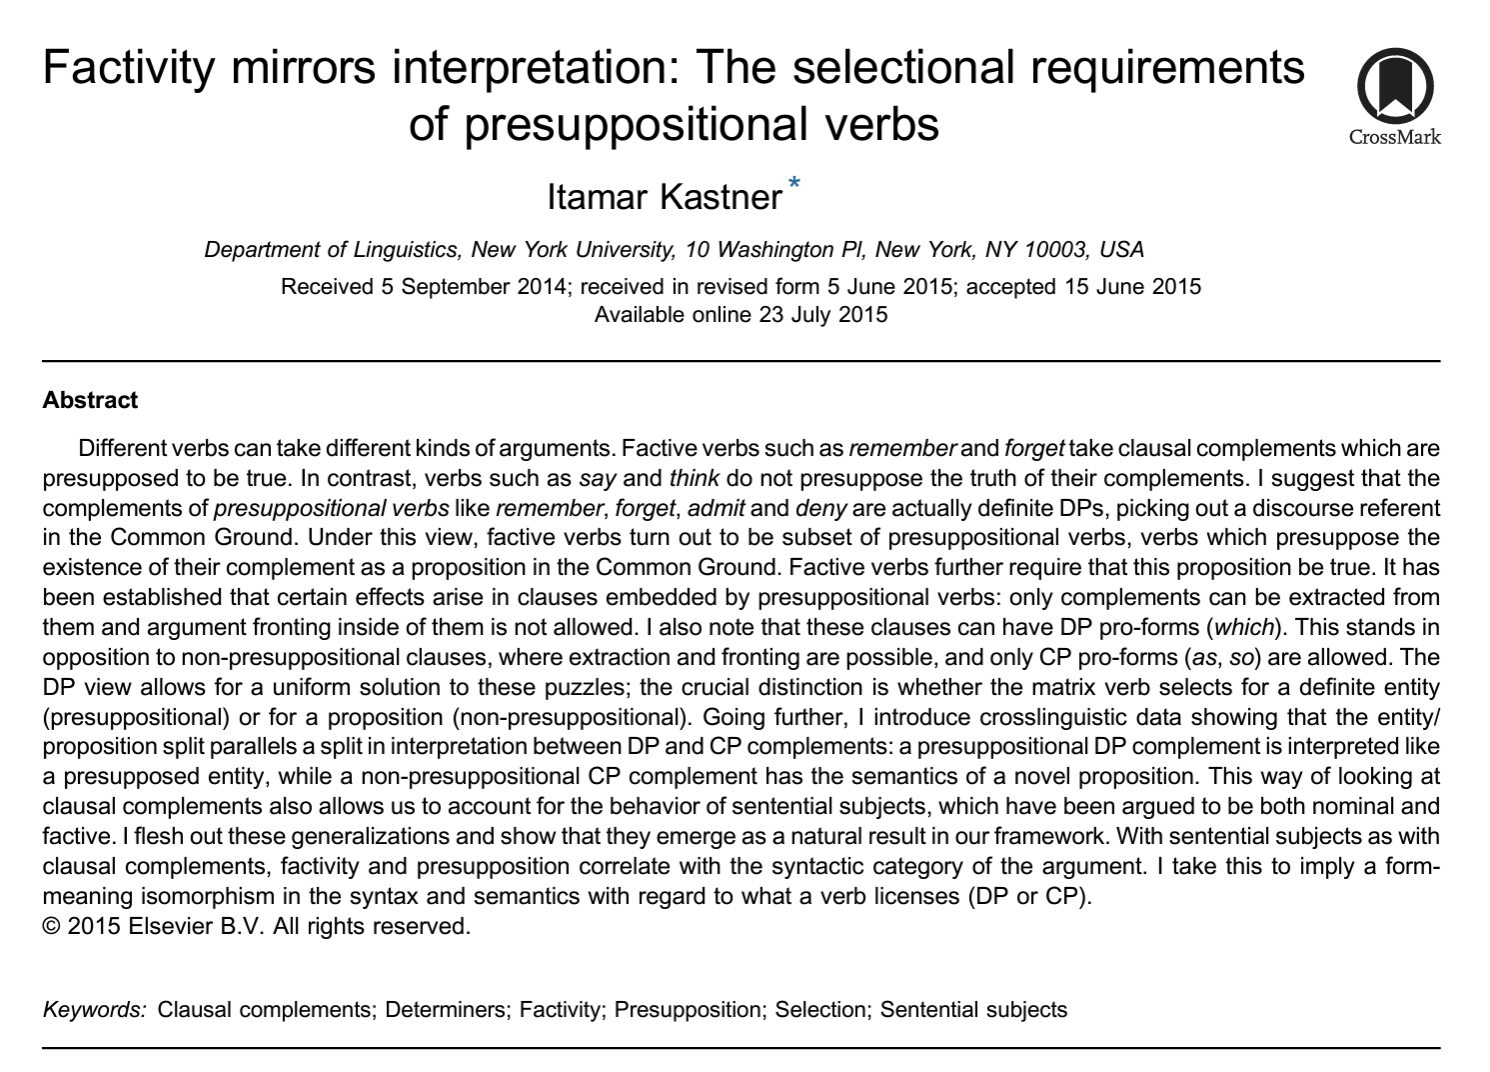 Factivity mirrors interpretation: The selectional requirements
of presuppositional verbs
CrossMark
Itamar Kastner *
Department of Linguistics, New York University, 10 Washington Pl, New York, NY 10003, USA
Received 5 September 2014; received in revised form 5 June 2015; accepted 15 June 2015
Available online 23 July 2015
Abstract
Different verbs can take different kinds of arguments. Factive verbs such as remember and forget take clausal complements which are
presupposed to be true. In contrast, verbs such as say and think do not presuppose the truth of their complements. I suggest that the
complements of presuppositional verbs like remember, forget, admit and deny are actually definite DPs, picking out a discourse referent
in the Common Ground. Under this view, factive verbs turn out to be subset of presuppositional verbs, verbs which presuppose the
existence of their complement as a proposition in the Common Ground. Factive verbs further require that this proposition be true. It has
been established that certain effects arise in clauses embedded by presuppositional verbs: only complements can be extracted from
them and argument fronting inside of them is not allowed. I also note that these clauses can have DP pro-forms (which). This stands in
opposition to non-presuppositional clauses, where extraction and fronting are possible, and only CP pro-forms (as, so) are allowed. The
DP view allows for a uniform solution to these puzzles; the crucial distinction is whether the matrix verb selects for a definite entity
(presuppositional) or for a proposition (non-presuppositional). Going further, I introduce crosslinguistic data showing that the entity/
proposition split parallels a split in interpretation between DP and CP complements: a presuppositional DP complement is interpreted like
a presupposed entity, while a non-presuppositional CP complement has the semantics of a novel proposition. This way of looking at
clausal complements also allows us to account for the behavior of sentential subjects, which have been argued to be both nominal and
factive. I flesh out these generalizations and show that they emerge as a natural result in our framework. With sentential subjects as with
clausal complements, factivity and presupposition correlate with the syntactic category of the argument. I take this to imply a form-
meaning isomorphism in the syntax and semantics with regard to what a verb licenses (DP or CP).
© 2015 Elsevier B.V. All rights reserved.
Keywords: Clausal complements; Determiners; Factivity; Presupposition; Selection; Sentential subjects